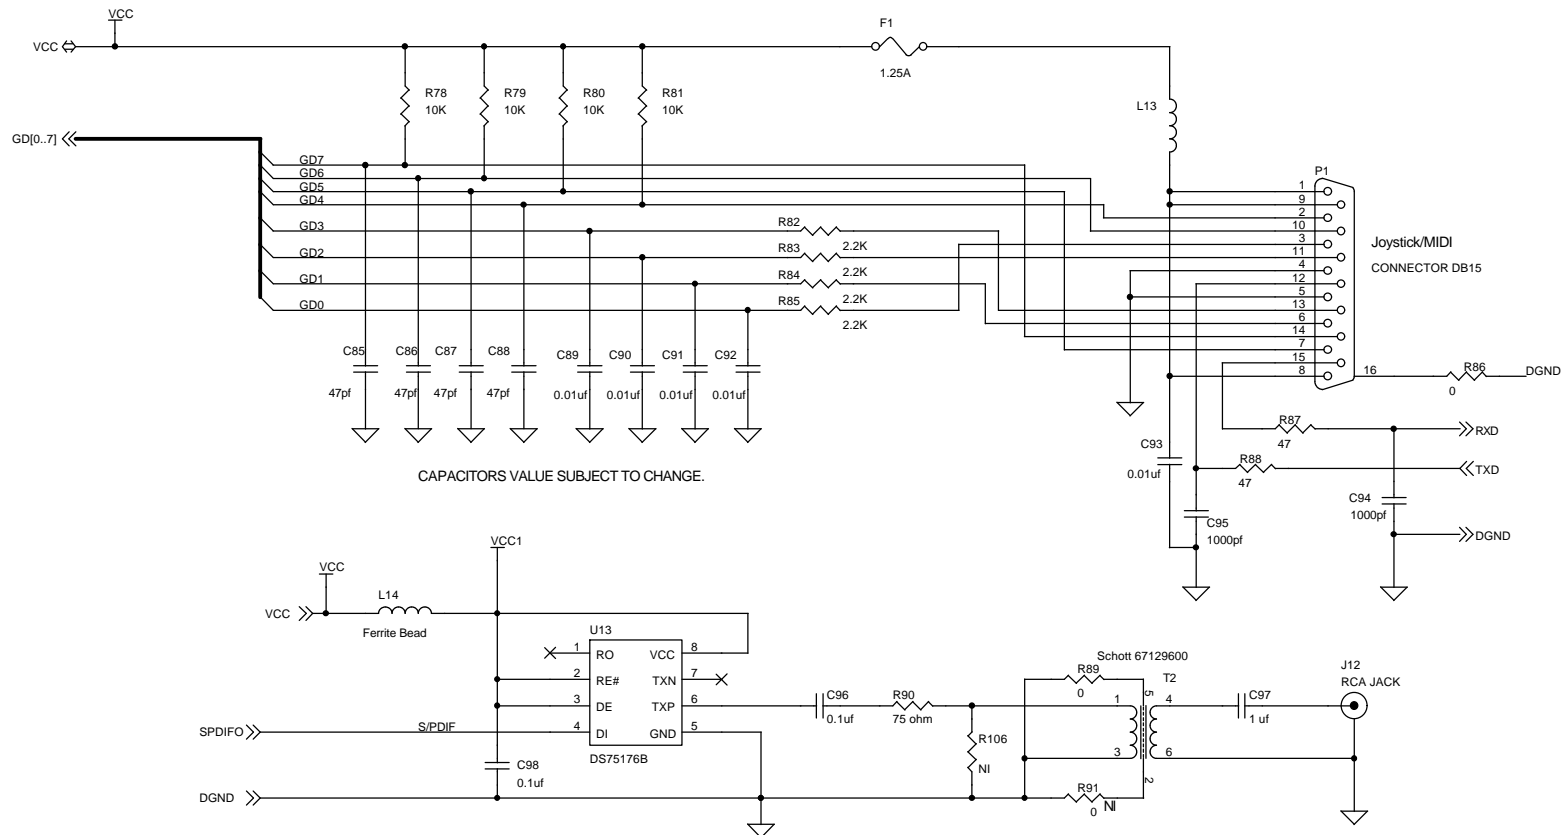 VCC
VCC
F1
1.25A
R78
10K
R79
10K
R80
10K
R81
10K
L13
GD[0..7]
GD7
GD6
GD5
GD4
GD3
GD2
GD1
GD0
R82
2.2K
R83
2.2K
R84
2.2K
R85
2.2K
P1
1
9
2
10
3
11
4
12
5
13
6
14
7
15
8
16
Joystick/MIDI
CONNECTOR DB15
R86
0
DGND
C85
47pf
C86
47pf
C87
47pf
C88
47pf
C89
0.01uf
C90
0.01uf
C91
0.01uf
C92
0.01uf
CAPACITORS VALUE SUBJECT TO CHANGE.
R87
47
RXD
R88
47
TXD
C93
0.01uf
C95
1000pf
C94
1000pf
DGND
VCC1
VCC
VCC
L14
Ferrite Bead
U13
1 RO VCC 8
2 RE# TXN 7
3 DE TXP 6
4 DI GND 5
DS75176B
SPDIFO
S/PDIF
C98
0.1uf
DGND
C96
0.1uf
R90
75 ohm
R106
NI
Schott 67129600
R89
0
T2
5
1
4
3
6
2
R91
0
NI
C97
1 uf
J12
RCA JACK